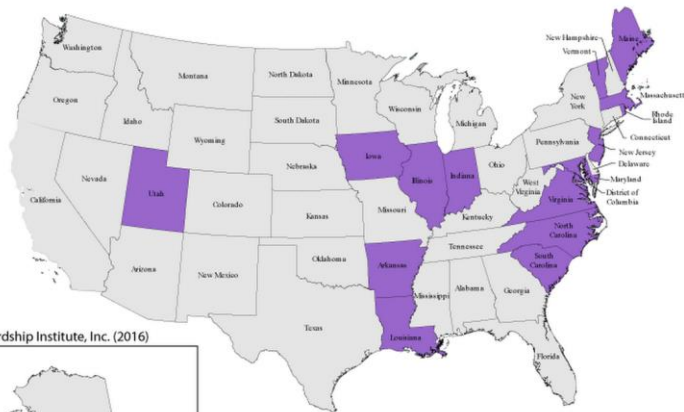 Washington
Montana
North Dakota
Minnesota
New Hampshire
Vermont
Maine
Oregon
Idaho
Wyoming
South Dakota
Wisconsin
Michigan
New
York
Massachusetts
Rhode
Island
Connecticut
Nevada
Utah
Colorado
Nebraska
Iowa
Illinois
Indiana
Ohio
Pennsylvania
New Jersey
Delaware
Maryland
District of
Columbia
California
Kansas
Missouri
Kentucky
West
Virginia
Virginia
Arizona
New Mexico
Oklahoma
Arkansas
Tennessee
North
Carolina
South
Carolina
Texas
Louisiana
Mississippi
Alabama
Georgia
Florida
rdship Institute, Inc. (2016)